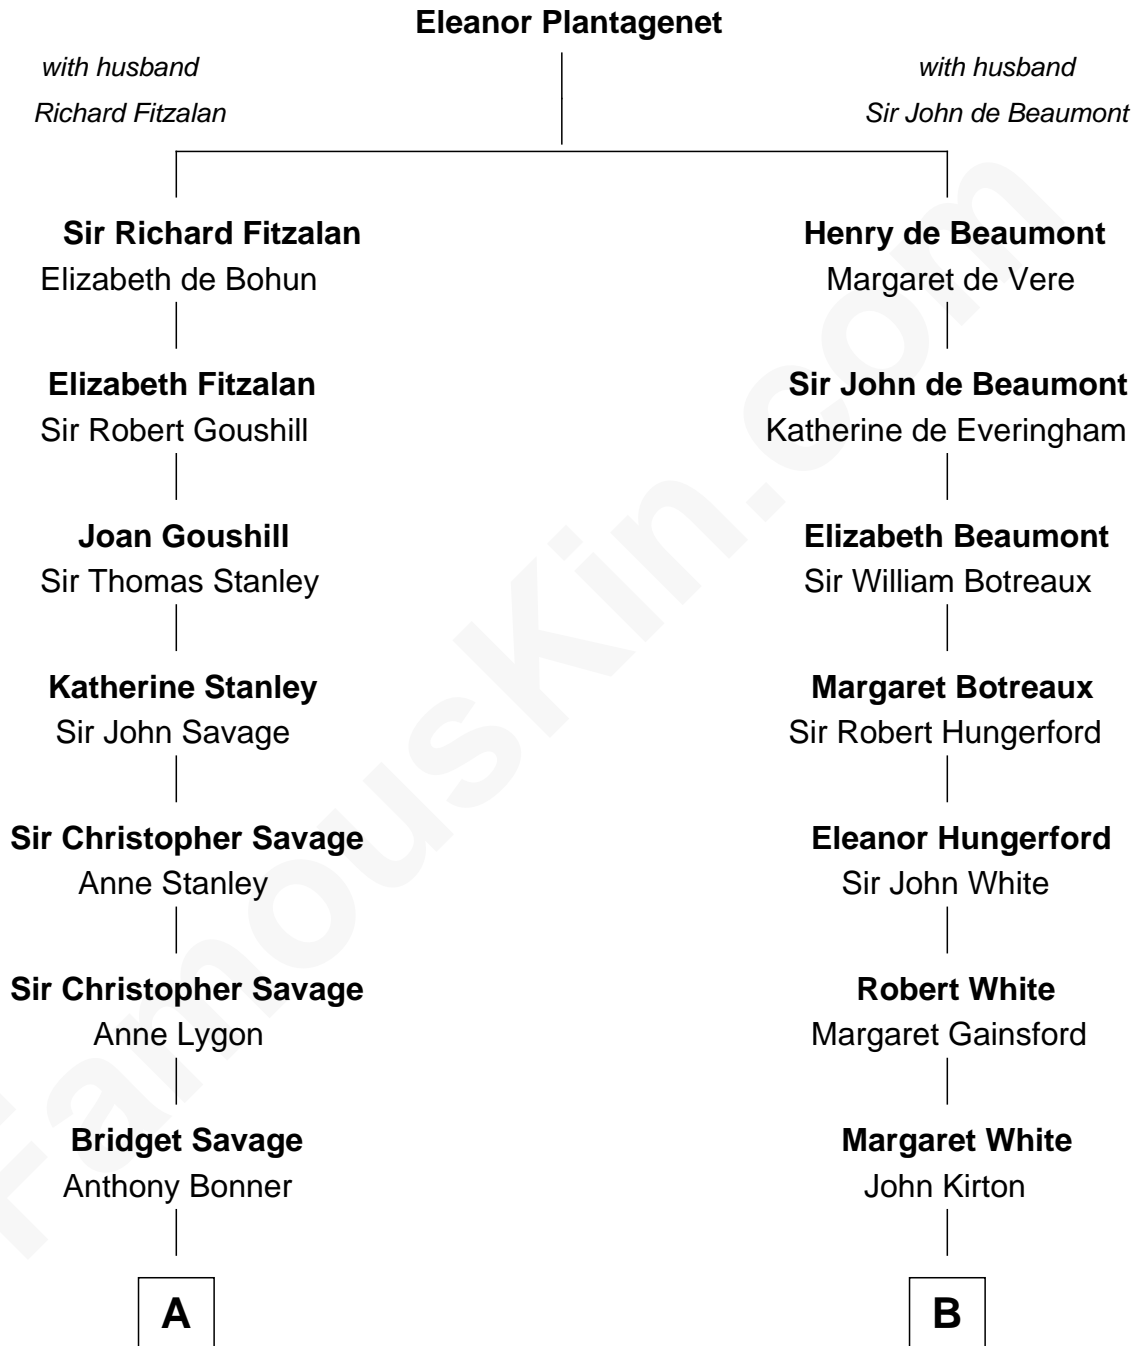 Eleanor Plantagenet
with husband
Richard Fitzalan
with husband
Sir John de Beaumont
Sir Richard Fitzalan
Elizabeth de Bohun
Henry de Beaumont
Margaret de Vere
Elizabeth Fitzalan
Sir Robert Goushill
Sir John de Beaumont
Katherine de Everingham
Joan Goushill
Sir Thomas Stanley
Elizabeth Beaumont
Sir William Botreaux
Katherine Stanley
Sir John Savage
Margaret Botreaux
Sir Robert Hungerford
Sir Christopher Savage
Anne Stanley
Eleanor Hungerford
Sir John White
Sir Christopher Savage
Anne Lygon
Robert White
Margaret Gainsford
Bridget Savage
Anthony Bonner
Margaret White
John Kirton
A
B
FamousKin.com